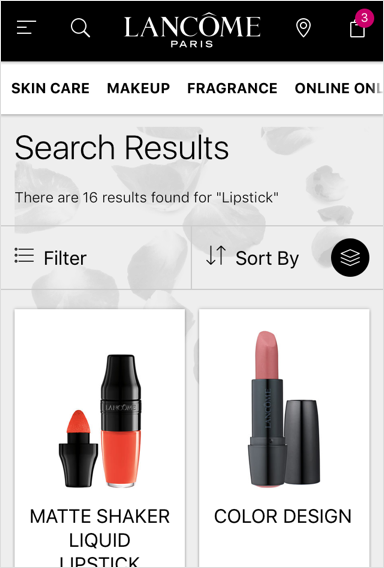 LANCÔME
PARIS
3
SKIN CARE MAKEUP FRAGRANCE ONLINE ONL
Search Results
There are 16 results found for "Lipstick"
Filter Sort By
LANCÔME
MATTE SHAKER
LIQUID
LIPSTICK
COLOR DESIGN